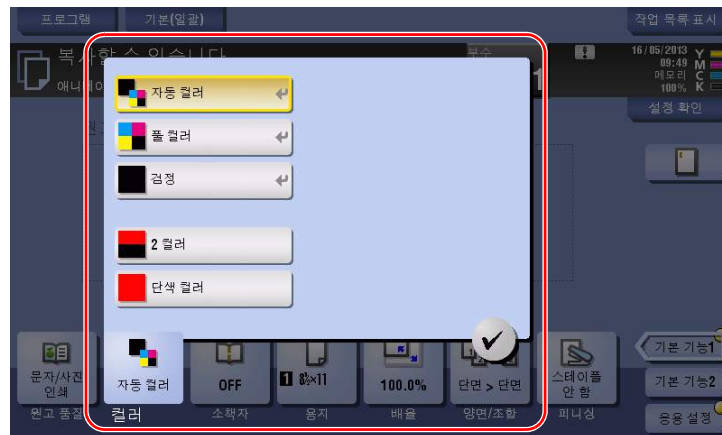 프로그램 기본(일괄) 작업 목록 표시
복사할 수 있습니다 부수 1
16/05/2013
09:49
메모리
100%
Y
M
C
K
설정 확인
자동 컬러
풀 컬러
검정
2 컬러
단색 컬러
문자/사진
인쇄
자동 컬러
OFF
1 8½×11
100.0%
단면 > 단면
스테이플
안 함
원고 품질 컬러 소책자 용지 배율 양면/조합 피니싱
기본 기능1
기본 기능2
응용 설정